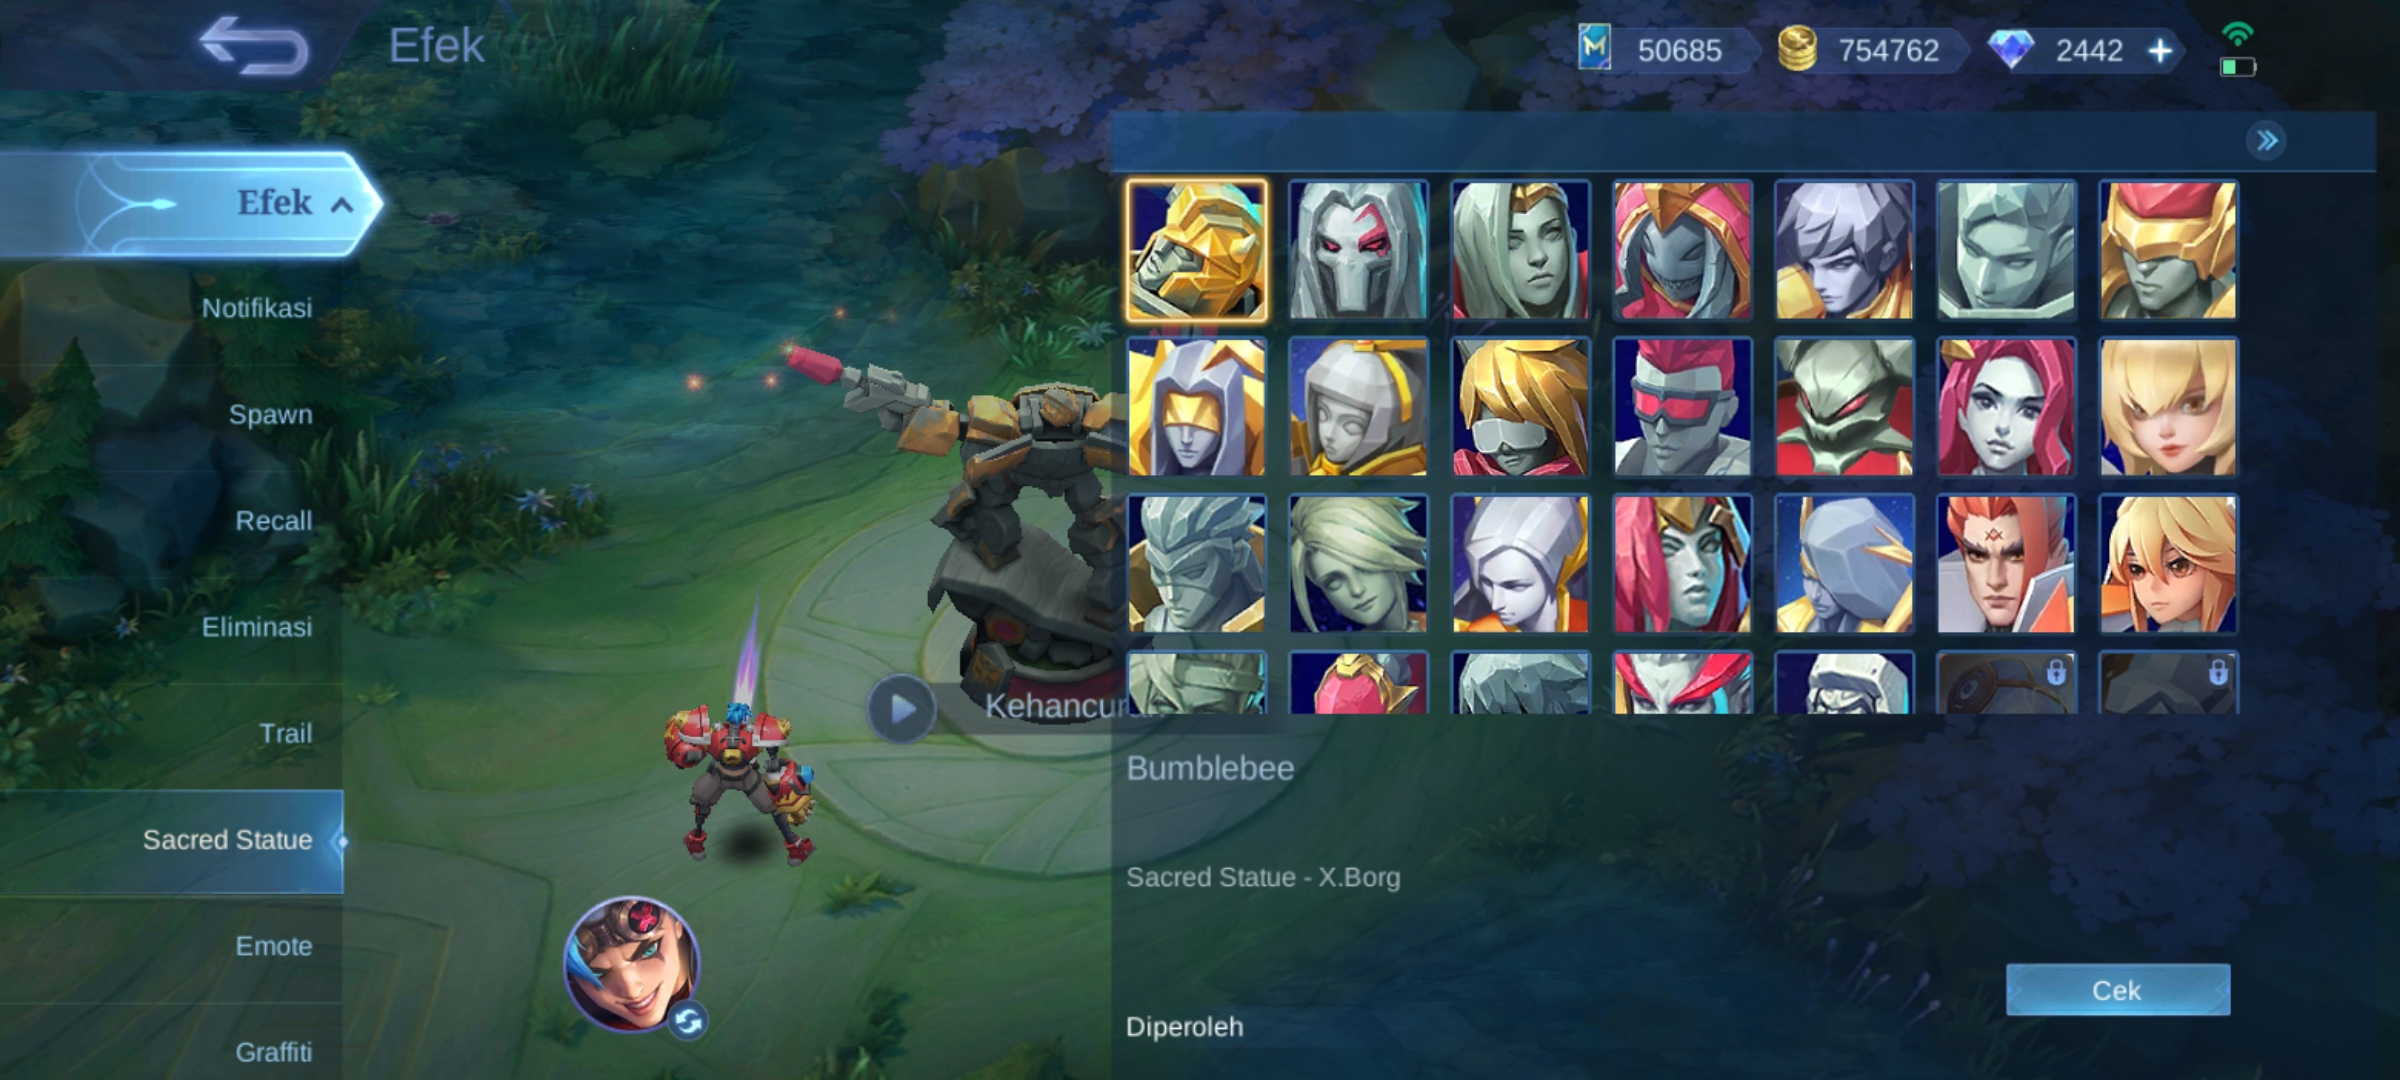 Efek
50685
754762
2442
Efek
Notifikasi
Spawn
Recall
Eliminasi
Trail
Sacred Statue
Emote
Graffiti
Kehancuran
Bumblebee
Sacred Statue - X.Borg
Diperoleh
Cek